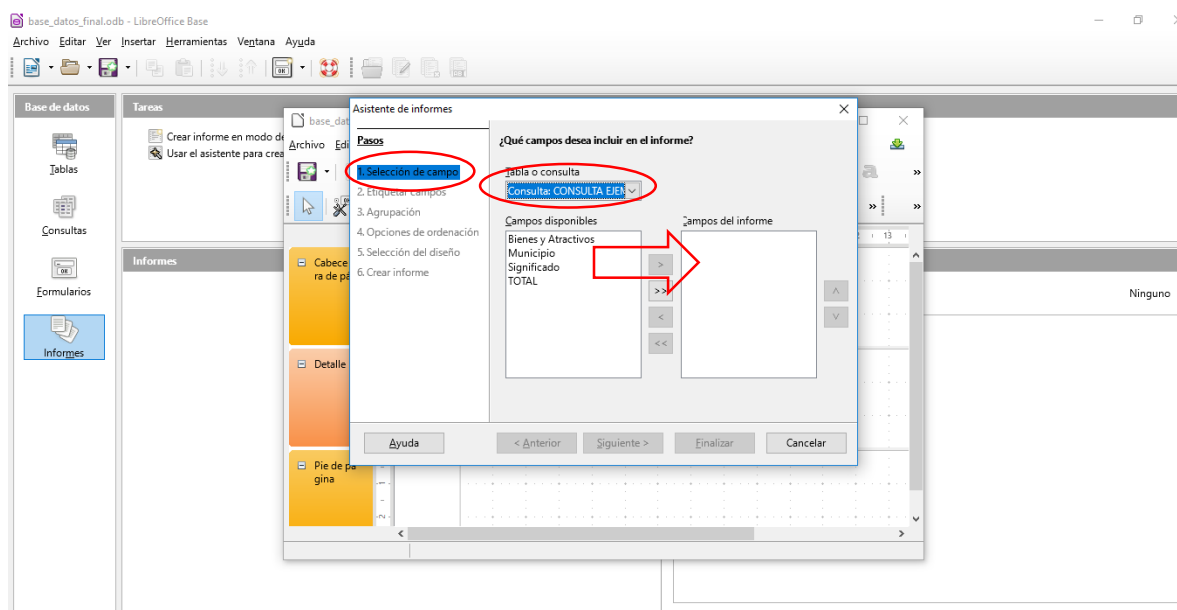 base_datos_final.odb - LibreOffice Base
Archivo Editar Ver Insertar Herramientas Ventana Ayuda
Base de datos
Tablas
Consultas
Formularios
Informes
Tareas
Crear informe en modo de
Usar el asistente para crea
Informes
Ninguno
base_dat
Archivo Edi
Cabece
ra de pá
Detalle
Pie de pá
gina
1
2
13
Asistente de informes
Pasos
1. Selección de campo
2. Etiquetar campos
3. Agrupación
4. Opciones de ordenación
5. Selección del diseño
6. Crear informe
¿Qué campos desea incluir en el informe?
Tabla o consulta
Consulta: CONSULTA EJEM
Campos disponibles
Bienes y Atractivos
Municipio
Significado
TOTAL
>
>>
<
<<
Campos del informe
Ayuda
< Anterior
Siguiente >
Finalizar
Cancelar